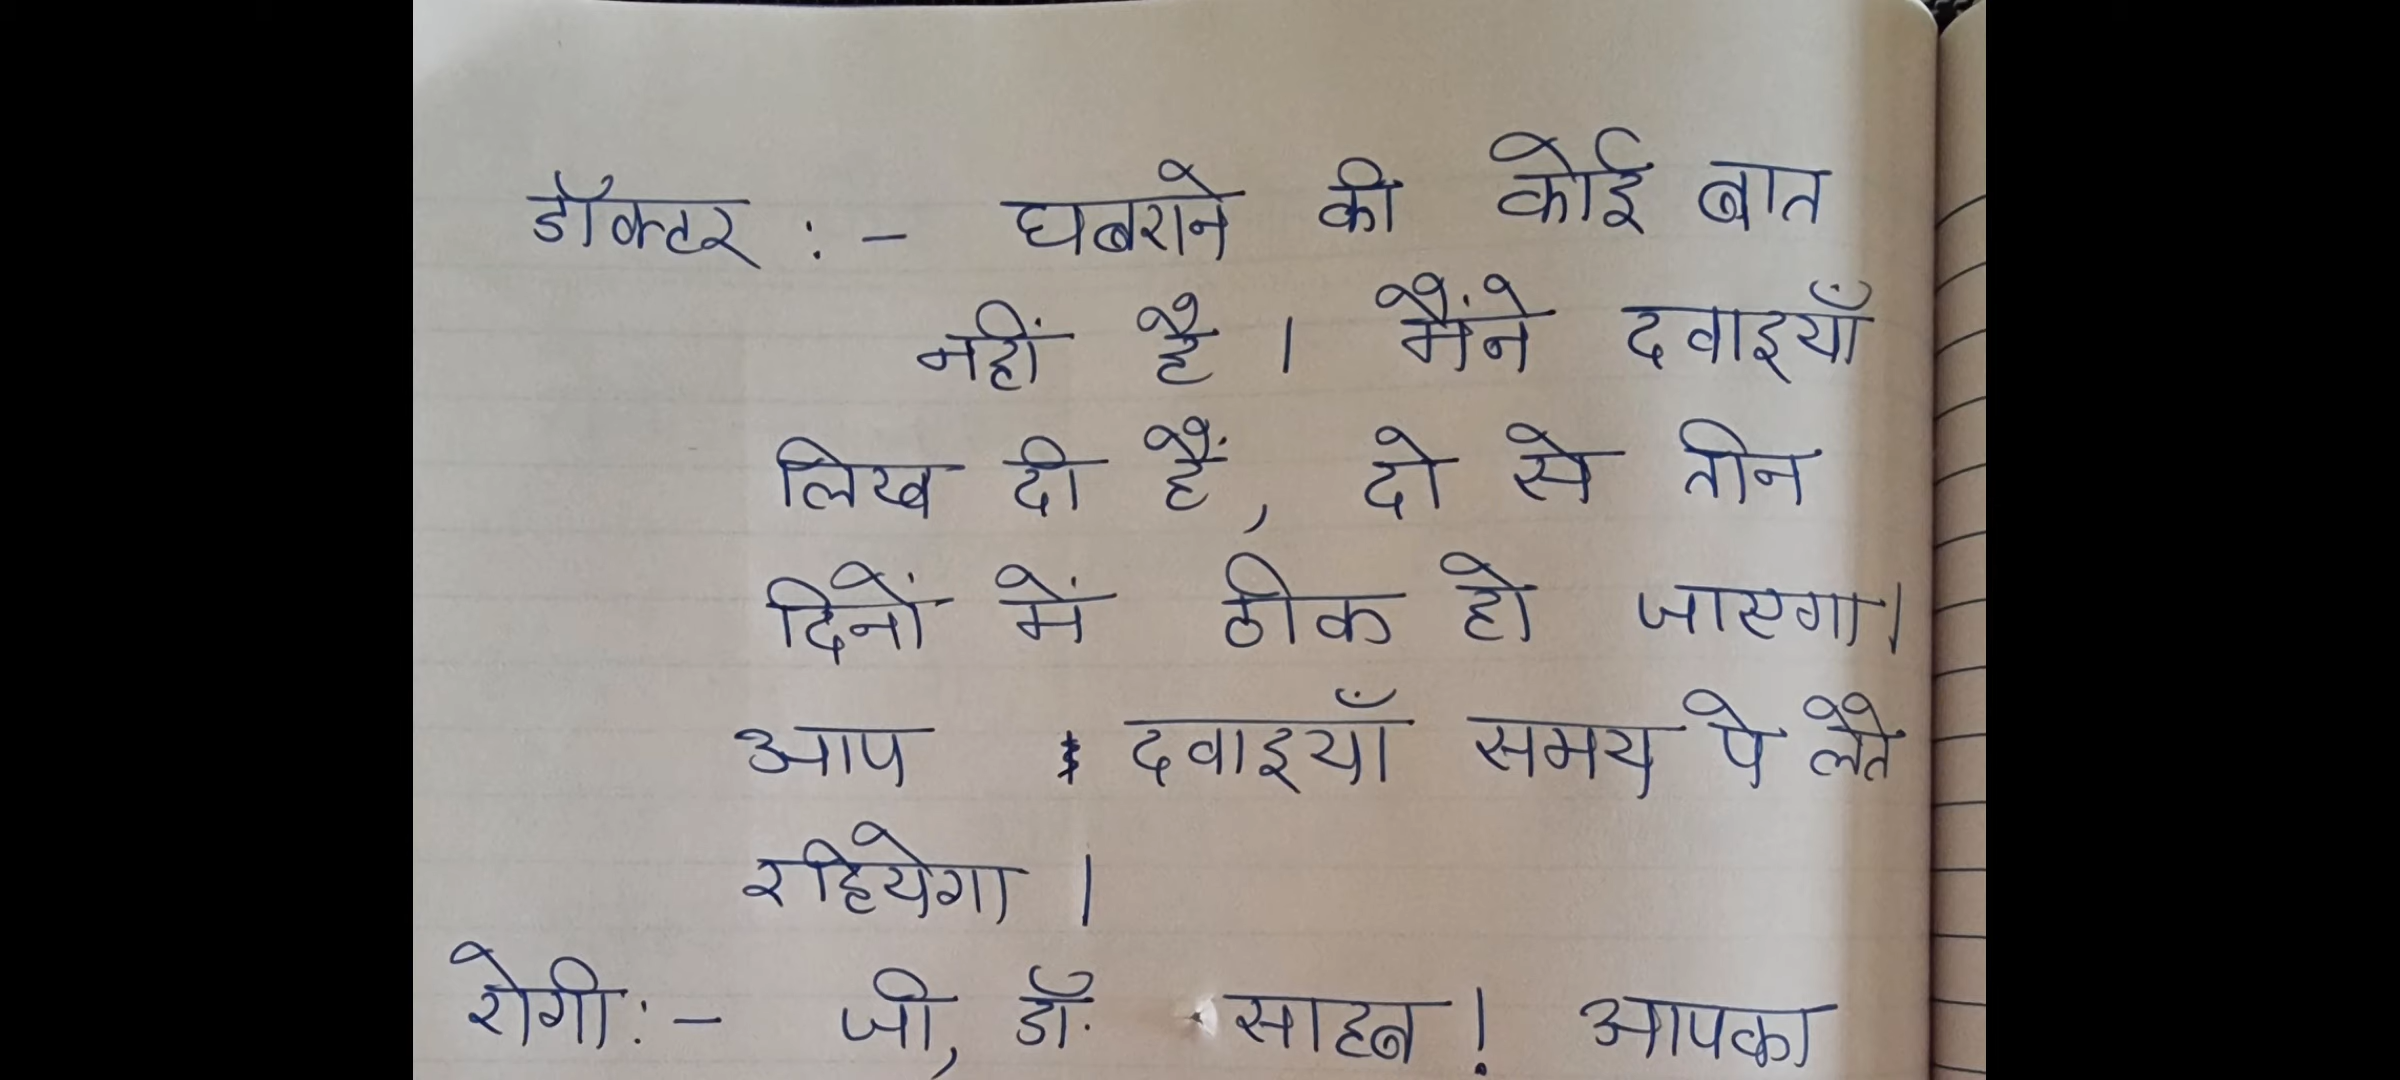 डॉक्टर :- घबराने की कोई बात
नहीं है । मैंने दवाइयाँ
लिख दी हैं, दो से तीन
दिनों में ठीक हो जाएगा।
आप दवाइयाँ समय पे लेते
रहियेगा ।
रोगी:- जी, डॉ. साहब ! आपका